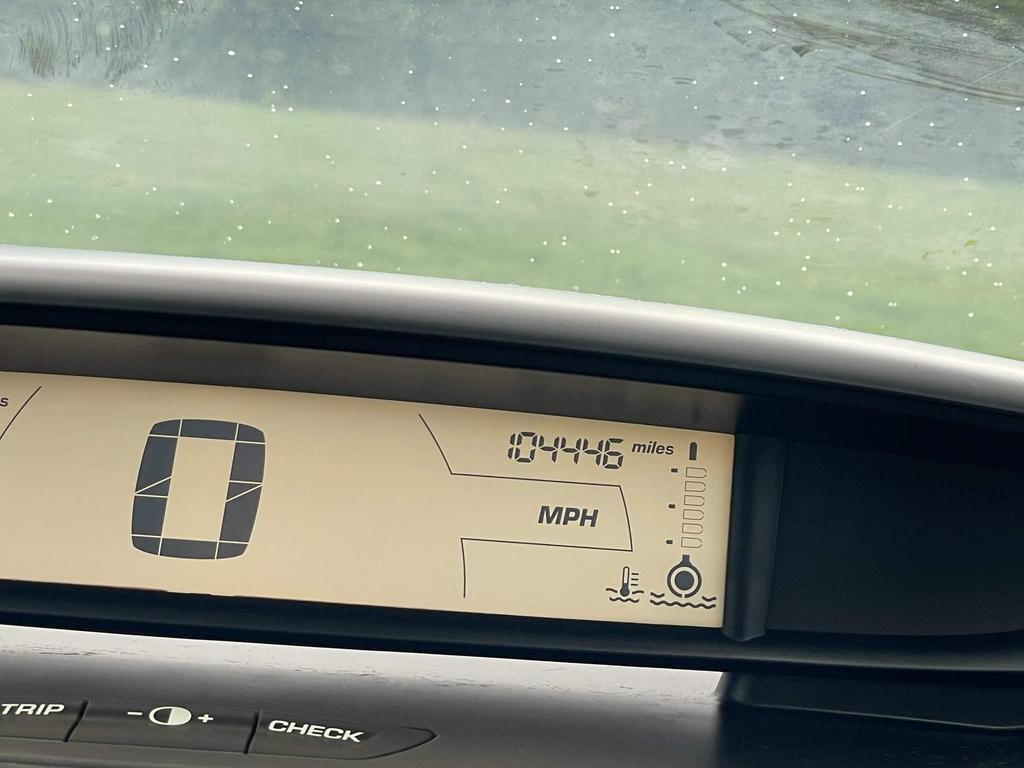 s
0
104446 miles
MPH
TRIP
- +
CHECK